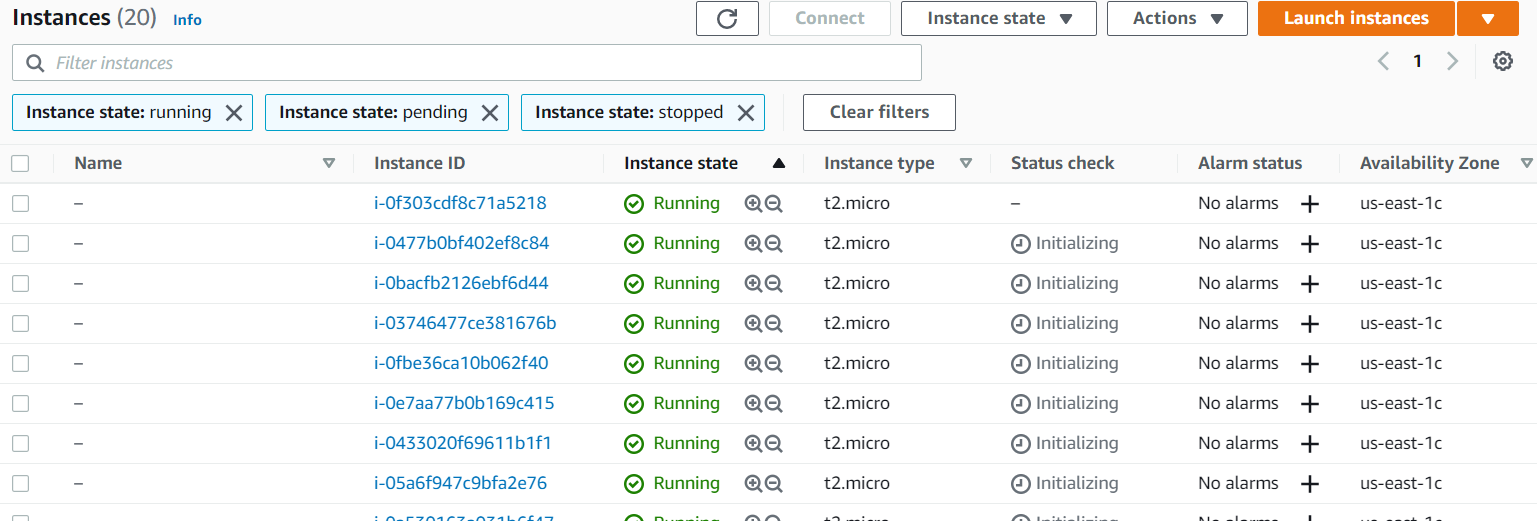 Instances (20) Info Connect Instance state Actions Launch instances
Filter instances 1
Instance state: running Instance state: pending Instance state: stopped Clear filters
Name Instance ID Instance state Instance type Status check Alarm status Availability Zone
– i-0f303cdf8c71a5218 Running t2.micro – No alarms + us-east-1c
– i-0477b0bf402ef8c84 Running t2.micro Initializing No alarms + us-east-1c
– i-0bacfb2126ebf6d44 Running t2.micro Initializing No alarms + us-east-1c
– i-03746477ce381676b Running t2.micro Initializing No alarms + us-east-1c
– i-0fbe36ca10b062f40 Running t2.micro Initializing No alarms + us-east-1c
– i-0e7aa77b0b169c415 Running t2.micro Initializing No alarms + us-east-1c
– i-0433020f69611b1f1 Running t2.micro Initializing No alarms + us-east-1c
– i-05a6f947c9bfa2e76 Running t2.micro Initializing No alarms + us-east-1c
Running t2.micro Initializing No alarms us-east-1c